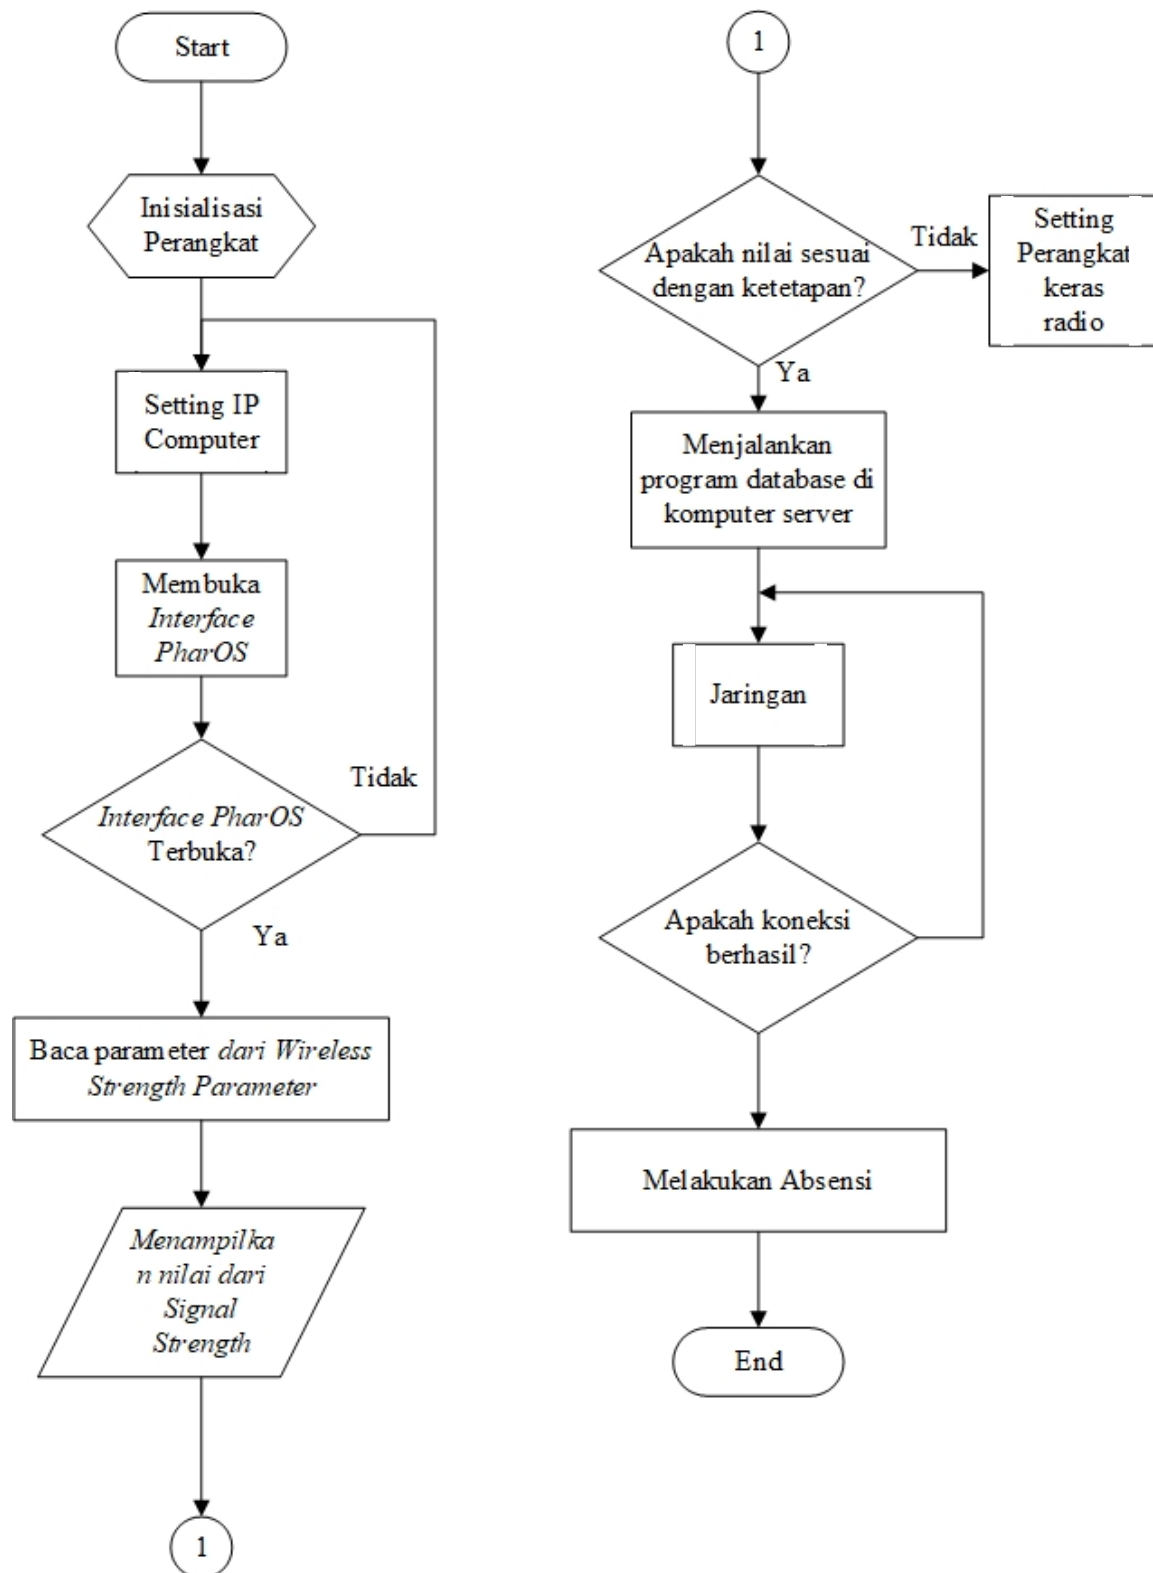 Start
Inisialisasi
Perangkat
Setting IP
Computer
Membuka
Interface
PharOS
Tidak
Interface PharOS
Terbuka?
Ya
Baca parameter dari Wireless
Strength Parameter
Menampilka
n nilai dari
Signal
Strength
1
1
Apakah nilai sesuai
dengan ketetapan?
Tidak
Setting
Perangkat
keras
radio
Ya
Menjalankan
program database di
komputer server
Jaringan
Apakah koneksi
berhasil?
Melakukan Absensi
End